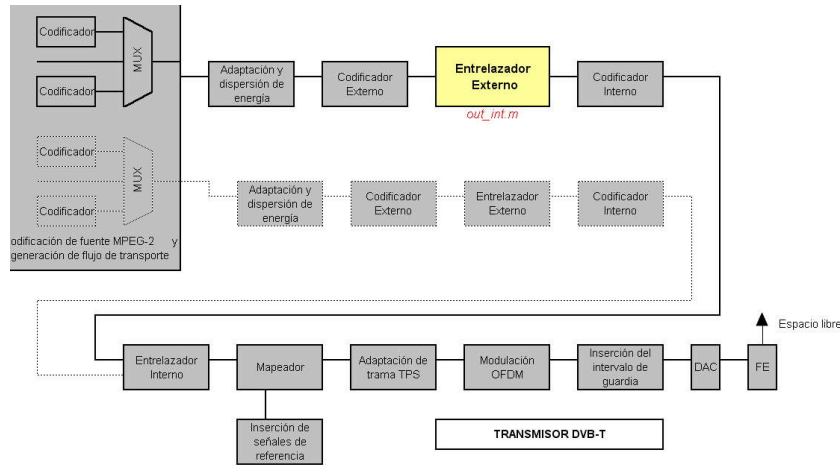 Codificador
MUX
Codificador
Adaptación y
dispersión de
energía
Codificador
Externo
Entrelazador
Externo
out_int.m
Codificador
Interno
Codificador
MUX
Codificador
Adaptación y
dispersión de
energía
Codificador
Externo
Entrelazador
Externo
Codificador
Interno
odificación de fuente MPEG-2 y
generación de flujo de transporte
Espacio libre
Entrelazador
Interno
Mapeador
Adaptación de
trama TPS
Modulación
OFDM
Inserción del
intervalo de
guardia
DAC
FE
Inserción de
señales de
referencia
TRANSMISOR DVB-T